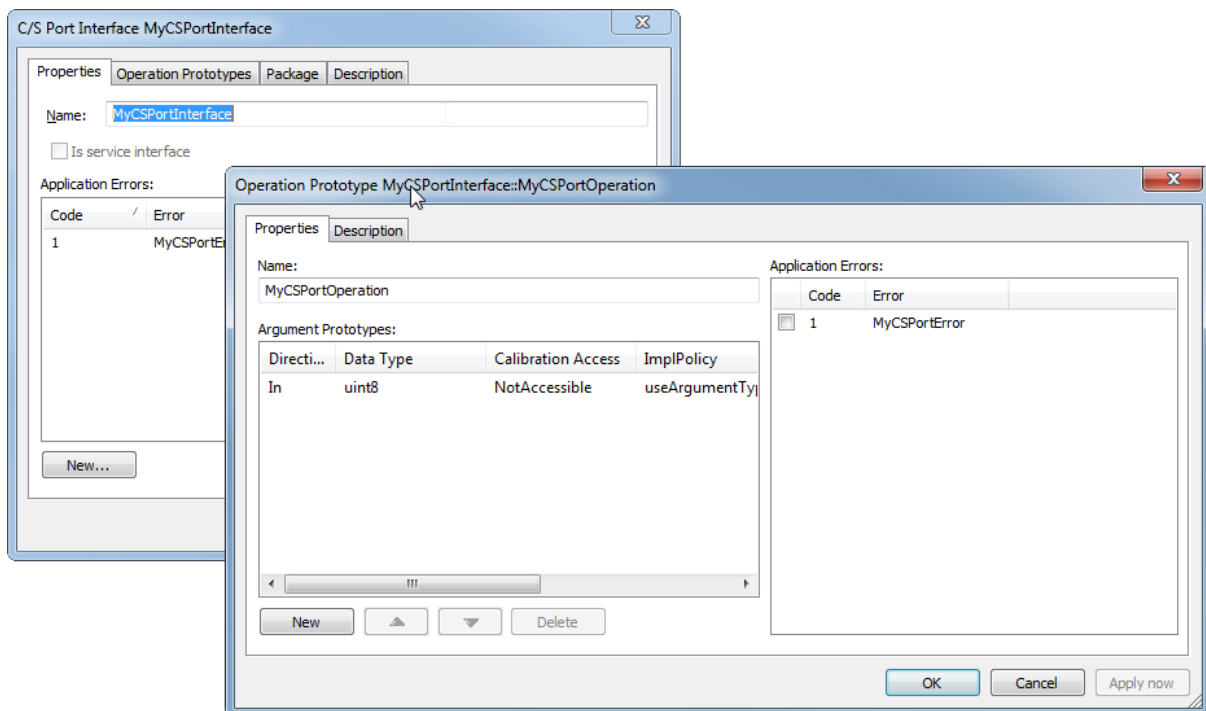 C/S Port Interface MyCSPortInterface
Properties Operation Prototypes Package Description
Name: MyCSPortInterface
Is service interface
Application Errors:
Code Error
1 MyCSPortEr
New...
Operation Prototype MyCSPortInterface::MyCSPortOperation
Properties Description
Name:
MyCSPortOperation
Argument Prototypes:
Directi... Data Type Calibration Access ImplPolicy
In uint8 NotAccessible useArgumentTyp
New Delete
Application Errors:
Code Error
1 MyCSPortError
OK Cancel Apply now